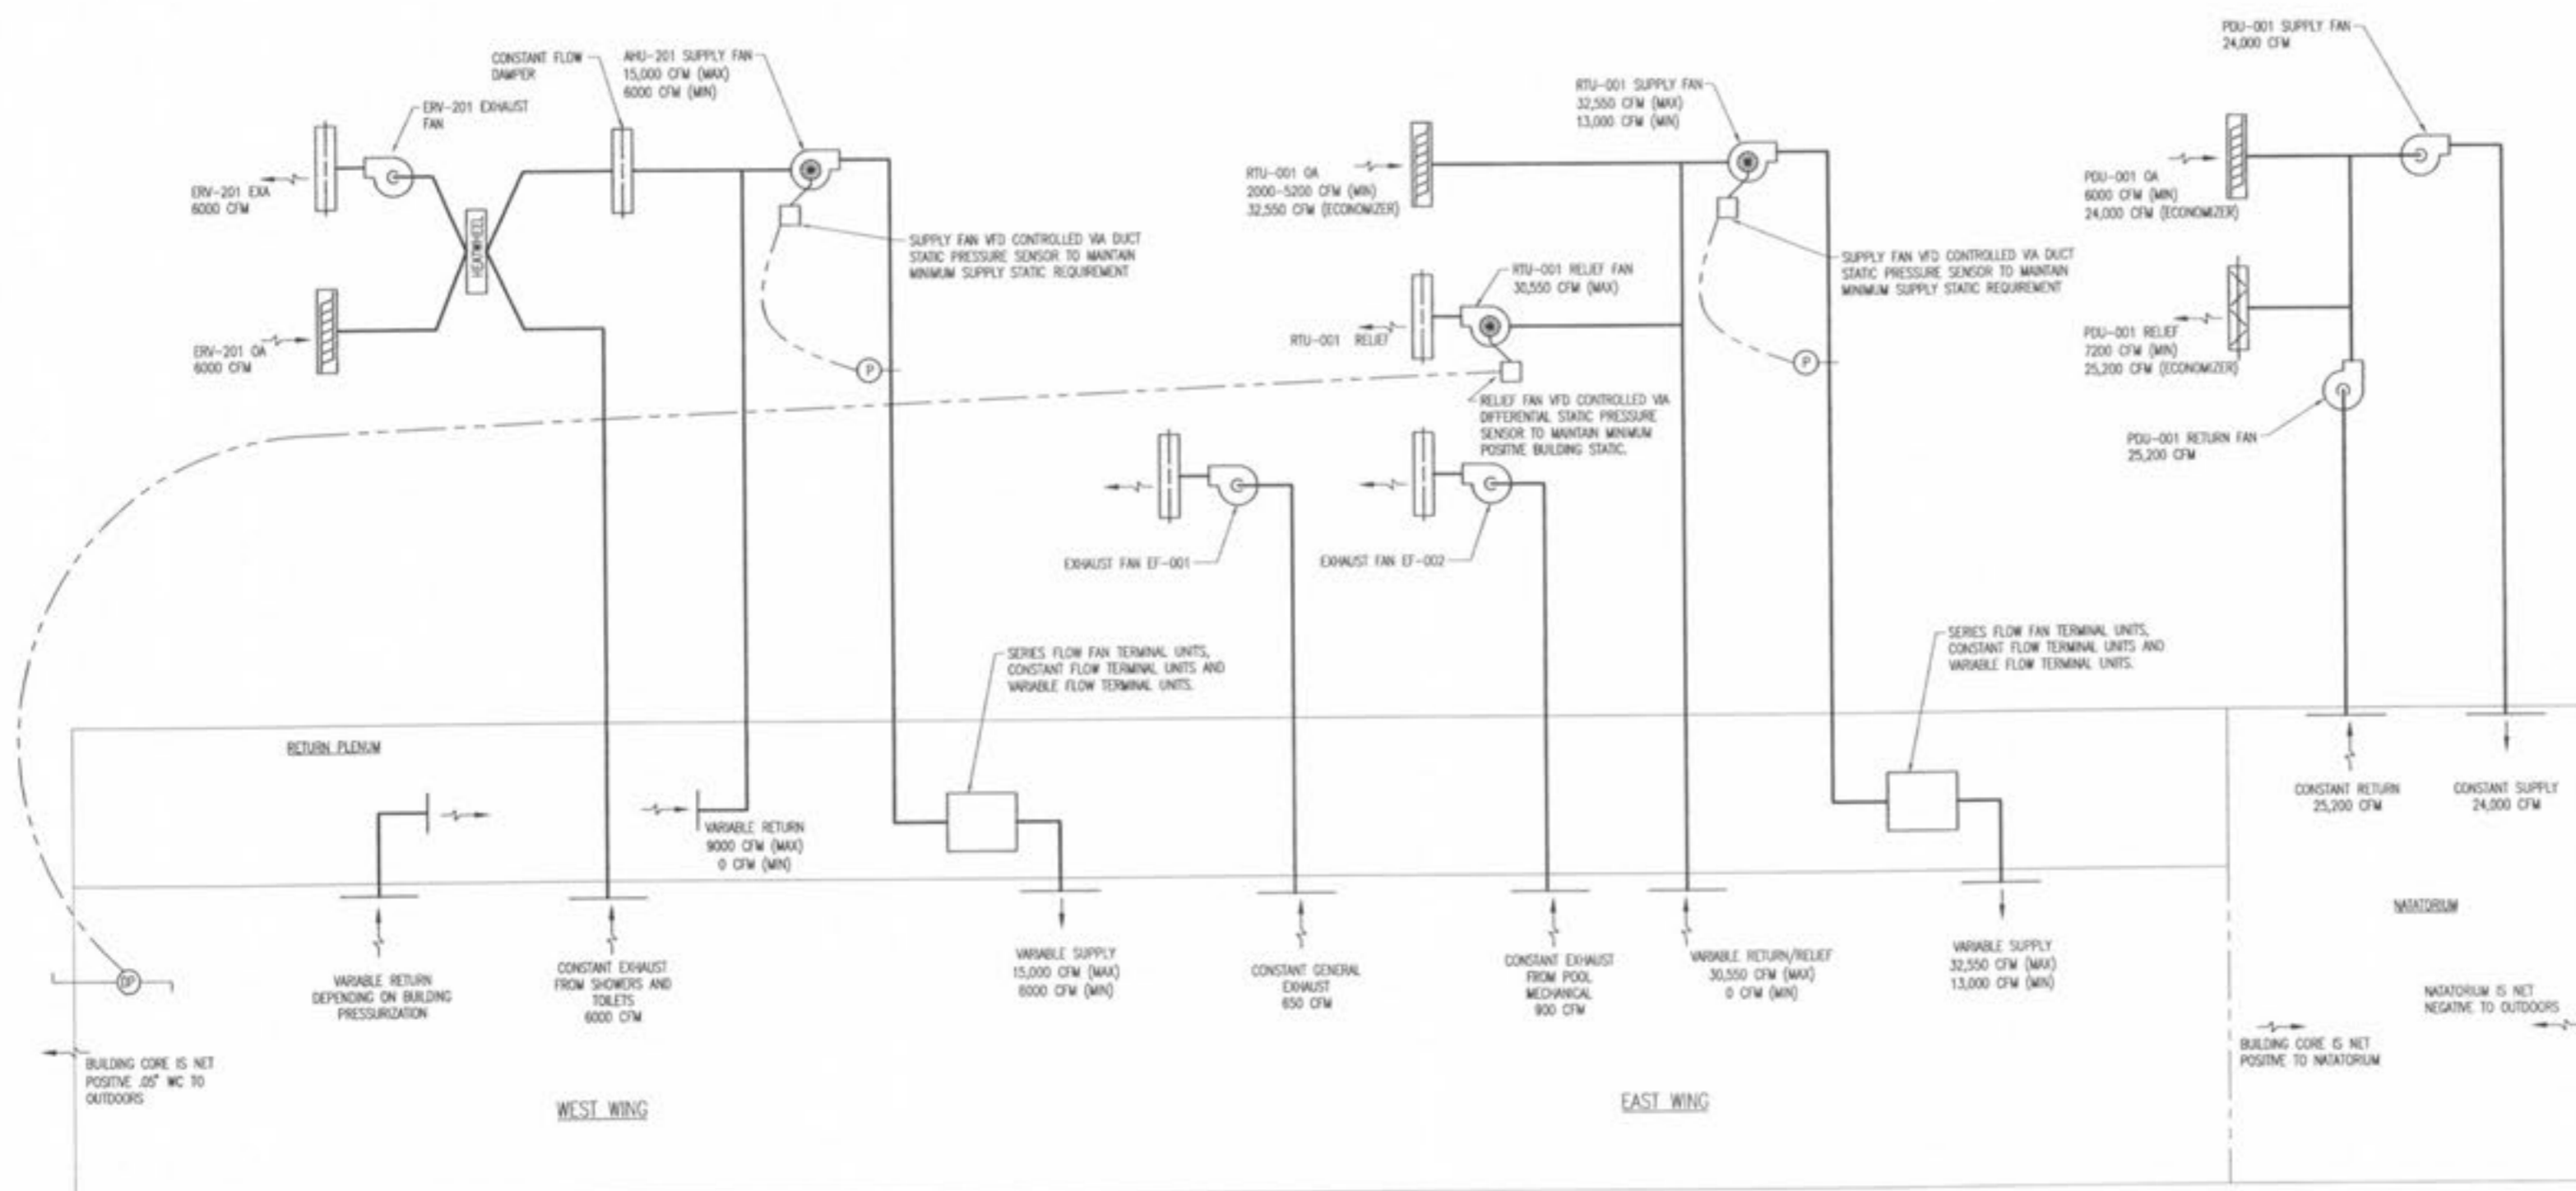 CONSTANT FLOW
DAMPER
AHU-201 SUPPLY FAN
15,000 CFM (MAX)
6000 CFM (MIN)
ERV-201 EXHAUST
FAN
ERV-201 EXA
6000 CFM
HEATWHEEL
ERV-201 OA
6000 CFM
SUPPLY FAN VFD CONTROLLED VIA DUCT
STATIC PRESSURE SENSOR TO MAINTAIN
MINIMUM SUPPLY STATIC REQUIREMENT
P
RTU-001 SUPPLY FAN
32,550 CFM (MAX)
13,000 CFM (MIN)
RTU-001 OA
2000-5200 CFM (MIN)
32,550 CFM (ECONOMIZER)
RTU-001 RELIEF FAN
30,550 CFM (MAX)
RTU-001 RELIEF
SUPPLY FAN VFD CONTROLLED VIA DUCT
STATIC PRESSURE SENSOR TO MAINTAIN
MINIMUM SUPPLY STATIC REQUIREMENT
P
RELIEF FAN VFD CONTROLLED VIA
DIFFERENTIAL STATIC PRESSURE
SENSOR TO MAINTAIN MINIMUM
POSITIVE BUILDING STATIC.
PDU-001 SUPPLY FAN
24,000 CFM
PDU-001 OA
6000 CFM (MIN)
24,000 CFM (ECONOMIZER)
PDU-001 RELIEF
7200 CFM (MIN)
25,200 CFM (ECONOMIZER)
PDU-001 RETURN FAN
25,200 CFM
EXHAUST FAN EF-001
EXHAUST FAN EF-002
SERIES FLOW FAN TERMINAL UNITS,
CONSTANT FLOW TERMINAL UNITS AND
VARIABLE FLOW TERMINAL UNITS.
SERIES FLOW FAN TERMINAL UNITS,
CONSTANT FLOW TERMINAL UNITS AND
VARIABLE FLOW TERMINAL UNITS.
RETURN PLENUM
VARIABLE RETURN
9000 CFM (MAX)
0 CFM (MIN)
CONSTANT RETURN
25,200 CFM
CONSTANT SUPPLY
24,000 CFM
DP
VARIABLE RETURN
DEPENDING ON BUILDING
PRESSURIZATION
CONSTANT EXHAUST
FROM SHOWERS AND
TOILETS
6000 CFM
VARIABLE SUPPLY
15,000 CFM (MAX)
6000 CFM (MIN)
CONSTANT GENERAL
EXHAUST
650 CFM
CONSTANT EXHAUST
FROM POOL
MECHANICAL
900 CFM
VARIABLE RETURN/RELIEF
30,550 CFM (MAX)
0 CFM (MIN)
VARIABLE SUPPLY
32,550 CFM (MAX)
13,000 CFM (MIN)
NATATORIUM
NATATORIUM IS NET
NEGATIVE TO OUTDOORS
BUILDING CORE IS NET
POSITIVE TO NATATORIUM
BUILDING CORE IS NET
POSITIVE .05" WC TO
OUTDOORS
WEST WING
EAST WING